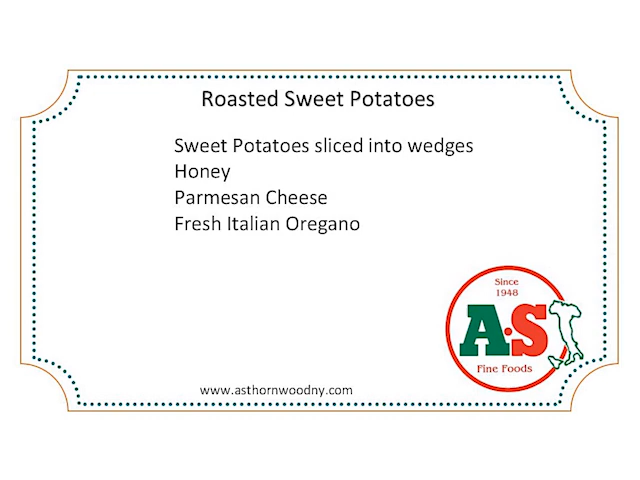 Roasted Sweet Potatoes
Sweet Potatoes sliced into wedges
Honey
Parmesan Cheese
Fresh Italian Oregano
Since
1948
A·S
Fine Foods
www.asthornwoodny.com